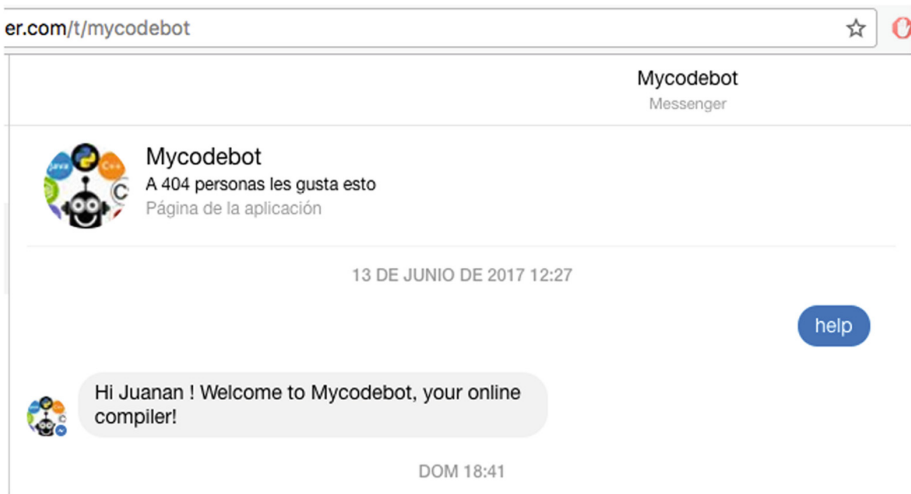 er.com/t/mycodebot
Mycodebot
Messenger
Mycodebot
A 404 personas les gusta esto
Página de la aplicación
java
C++
C
13 DE JUNIO DE 2017 12:27
help
Hi Juanan ! Welcome to Mycodebot, your online
compiler!
DOM 18:41